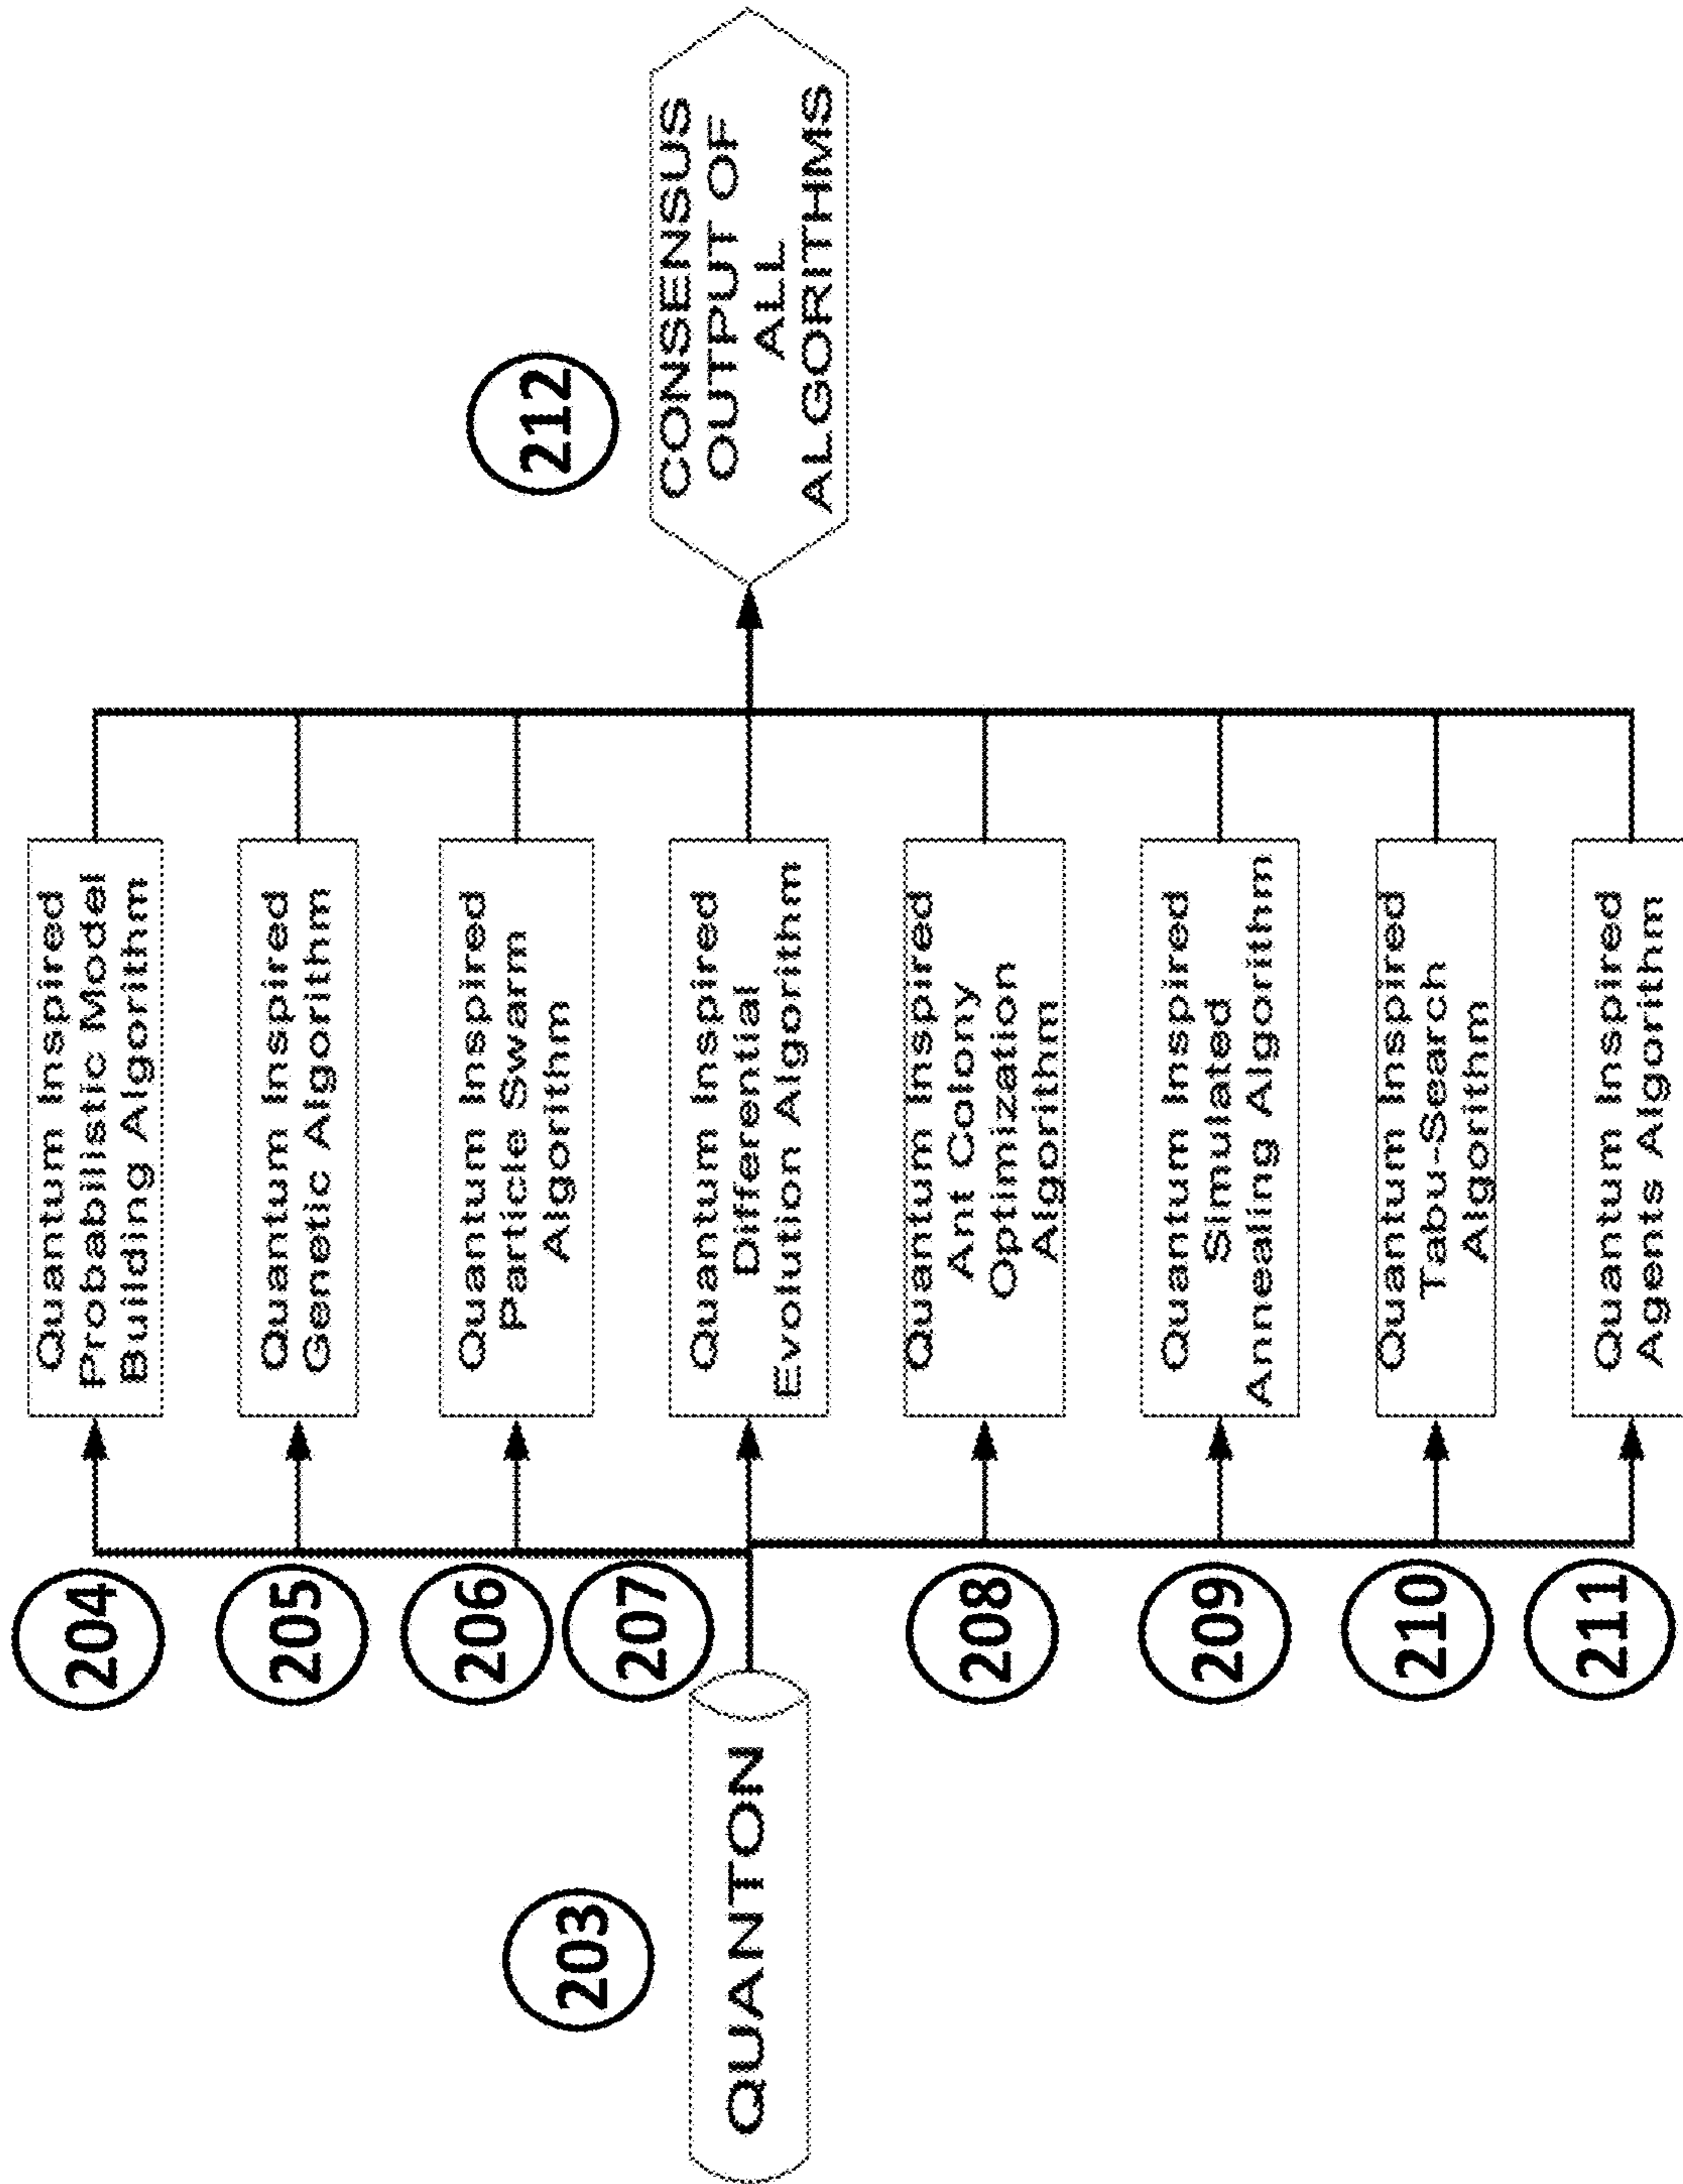 203
QUANTON
204
Quantum Inspired
Probabilistic Model
Building Algorithm
205
Quantum Inspired
Genetic Algorithm
206
Quantum Inspired
Particle Swarm
Algorithm
207
Quantum Inspired
Differential
Evolution Algorithm
208
Quantum Inspired
Ant Colony
Optimization
Algorithm
209
Quantum Inspired
Simulated
Annealing Algorithm
210
Quantum Inspired
Tabu-Search
Algorithm
211
Quantum Inspired
Agents Algorithm
212
CONSENSUS
OUTPUT OF
ALL
ALGORITHMS